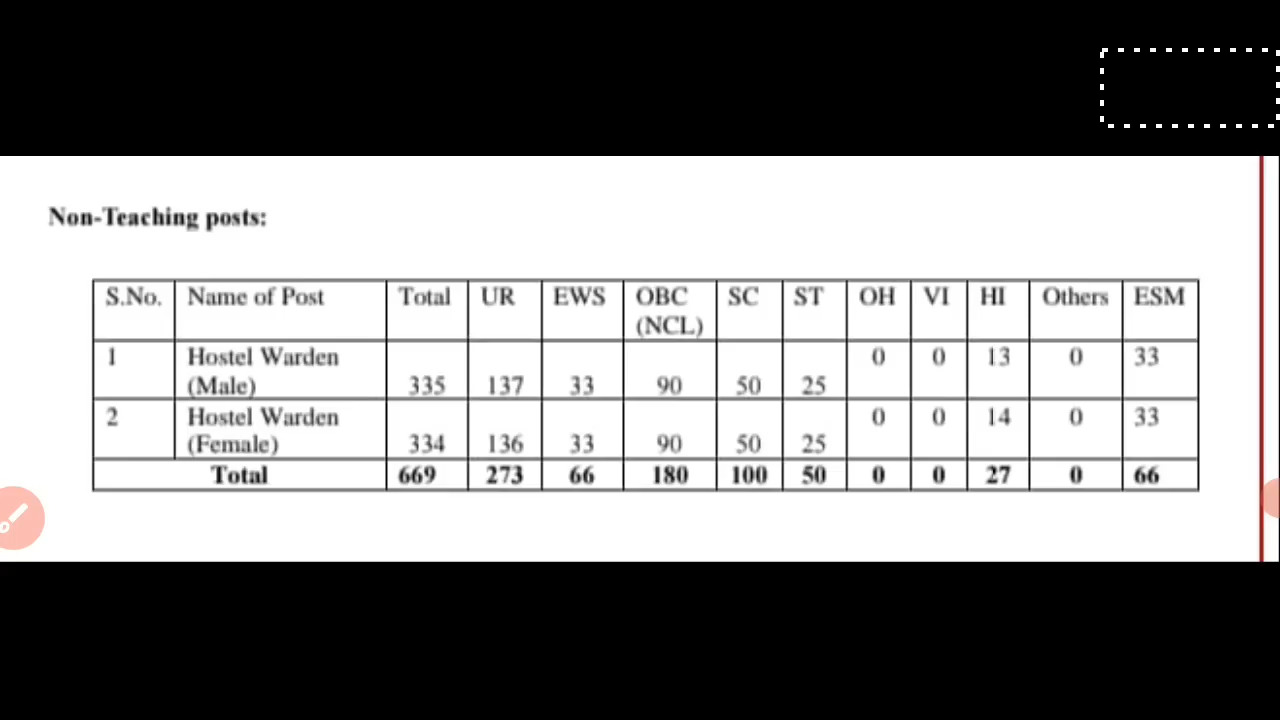 Non-Teaching posts:
S.No. Name of Post Total UR EWS OBC (NCL) SC ST OH VI HI Others ESM
1 Hostel Warden (Male) 335 137 33 90 50 25 0 0 13 0 33
2 Hostel Warden (Female) 334 136 33 90 50 25 0 0 14 0 33
Total 669 273 66 180 100 50 0 0 27 0 66